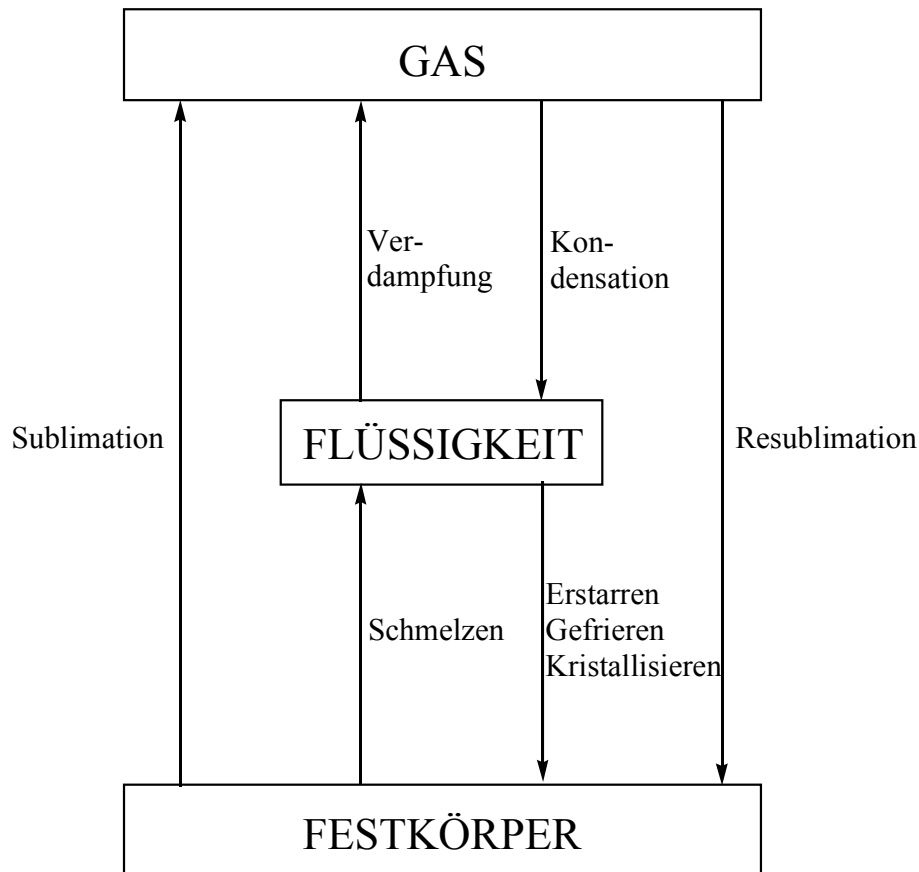 GAS
Ver-
dampfung
Kon-
densation
Sublimation
FLÜSSIGKEIT
Resublimation
Schmelzen
Erstarren
Gefrieren
Kristallisieren
FESTKÖRPER